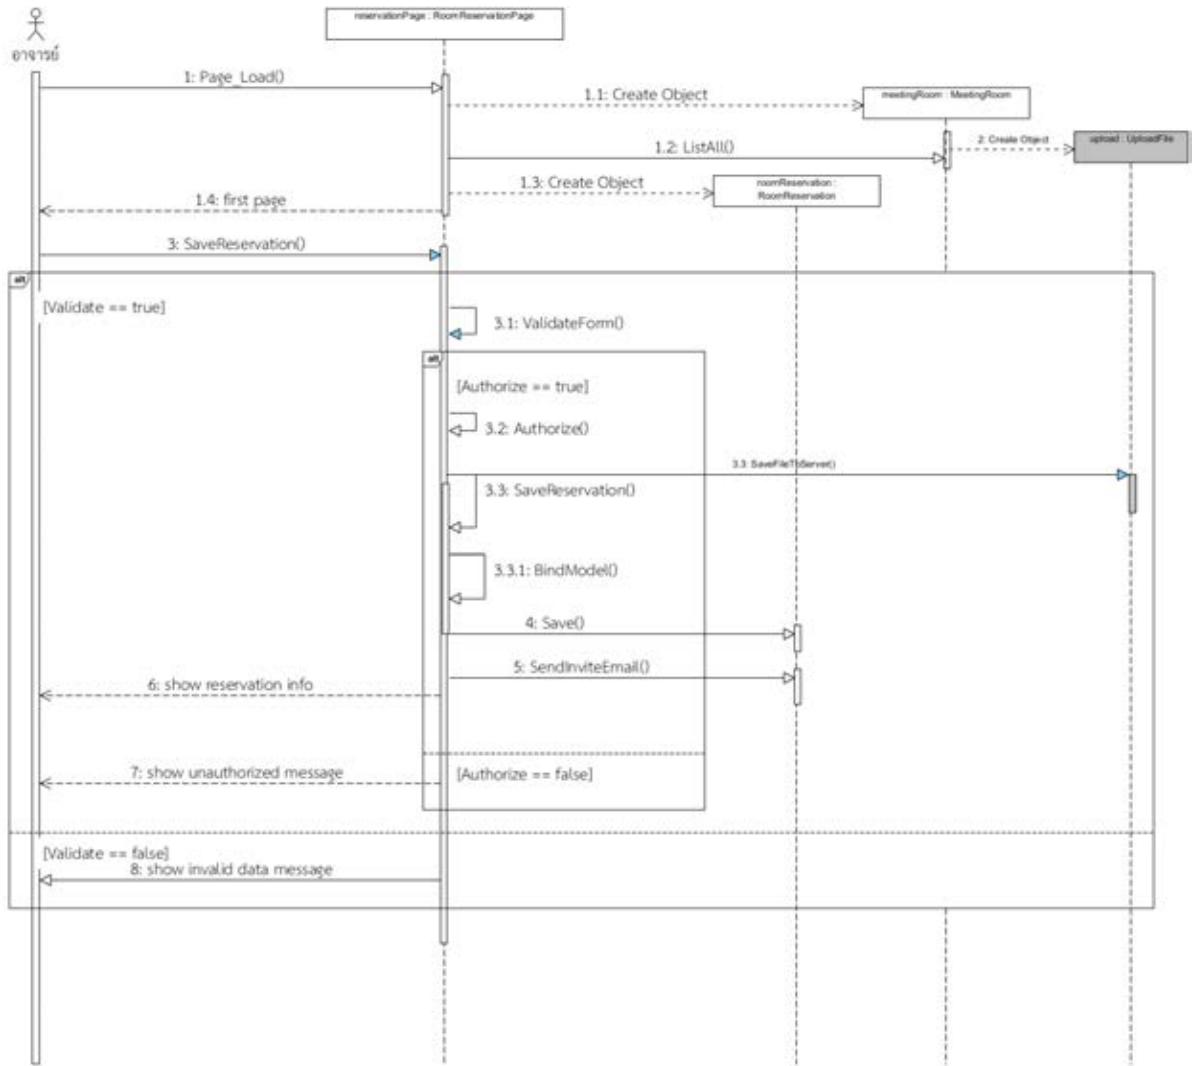 อาจารย์
reservationPage : RoomReservationPage
1: Page_Load()
1.1: Create Object
meetingRoom : MeetingRoom
1.2: ListAll()
2: Create Object
upload : UploadFile
1.3: Create Object
roomReservation :
RoomReservation
1.4: first page
3: SaveReservation()
alt
[Validate == true]
3.1: ValidateForm()
alt
[Authorize == true]
3.2: Authorize()
3.3: SaveFileToServer()
3.3: SaveReservation()
3.3.1: BindModel()
4: Save()
5: SendInviteEmail()
6: show reservation info
7: show unauthorized message
[Authorize == false]
[Validate == false]
8: show invalid data message